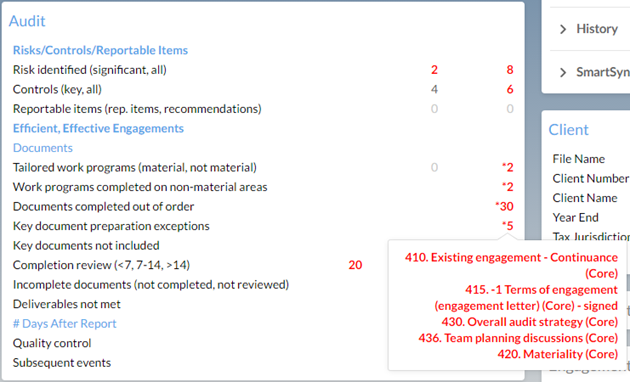 Audit
Risks/Controls/Reportable Items
Risk identified (significant, all) 2 8
Controls (key, all) 4 6
Reportable items (rep. items, recommendations) 0 0
Efficient, Effective Engagements
Documents
Tailored work programs (material, not material) 0 *2
Work programs completed on non-material areas *2
Documents completed out of order *30
Key document preparation exceptions *5
Key documents not included
Completion review (<7, 7-14, >14) 20
Incomplete documents (not completed, not reviewed)
Deliverables not met
# Days After Report
Quality control
Subsequent events
410. Existing engagement - Continuance
(Core)
415. -1 Terms of engagement
(engagement letter) (Core) - signed
430. Overall audit strategy (Core)
436. Team planning discussions (Core)
420. Materiality (Core)
History
SmartSyn
Client
File Name
Client Number
Client Name
Year End
Tax Jurisdiction